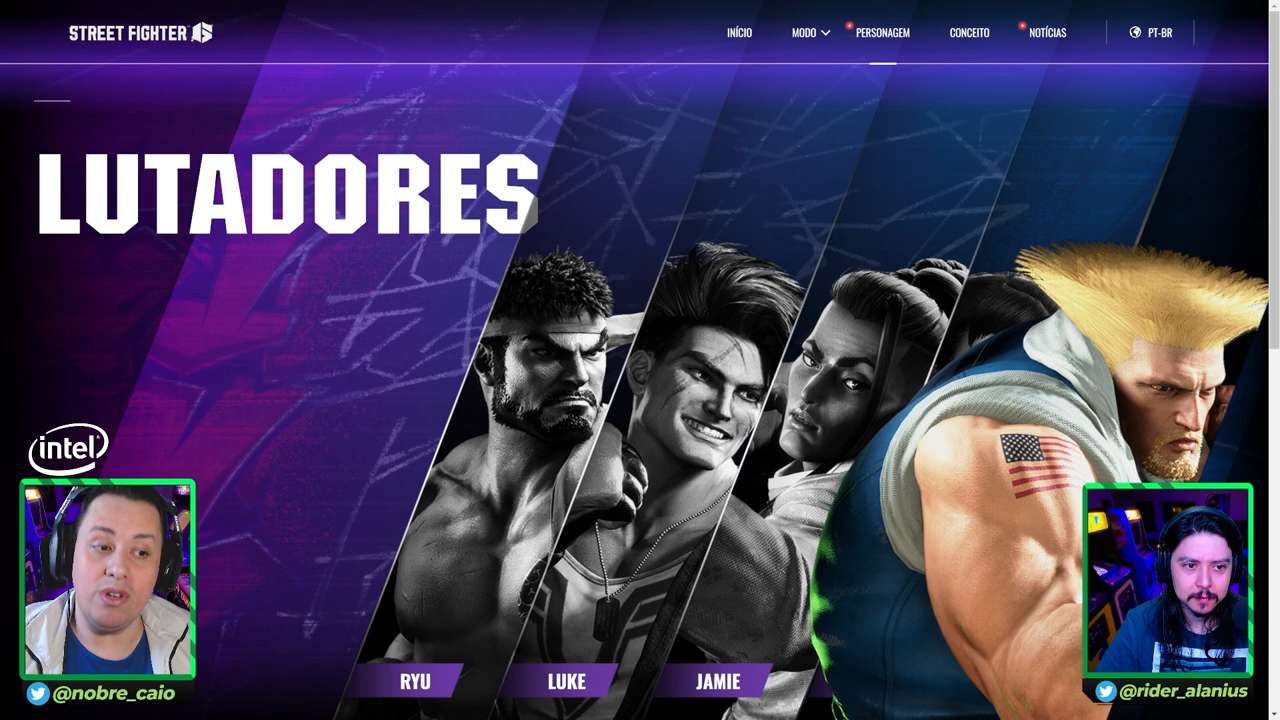 STREET FIGHTER 6
INÍCIO
MODO
PERSONAGEM
CONCEITO
NOTÍCIAS
PT-BR
LUTADORES
intel
RYU
LUKE
JAMIE
@nobre_caio
@rider_alanius